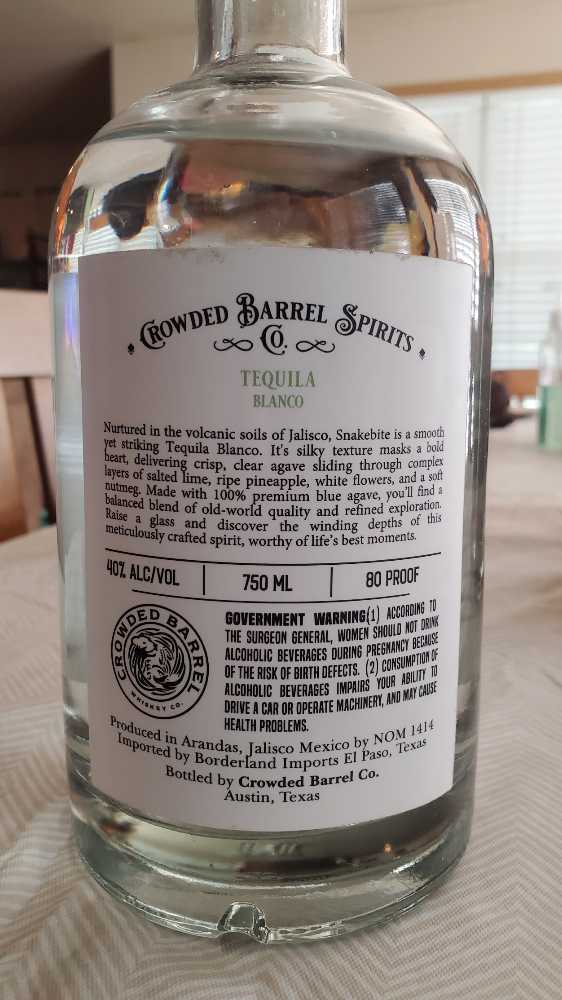 CROWDED BARREL SPIRITS
CO.
TEQUILA
BLANCO
Nurtured in the volcanic soils of Jalisco, Snakebite is a smooth
yet striking Tequila Blanco. It's silky texture masks a bold
heart, delivering crisp, clear agave sliding through complex
layers of salted lime, ripe pineapple, white flowers, and a soft
nutmeg. Made with 100% premium blue agave, you'll find a
balanced blend of old-world quality and refined exploration.
Raise a glass and discover the winding depths of this
meticulously crafted spirit, worthy of life's best moments.
40% ALC/VOL 750 ML 80 PROOF
CROWDED BARREL
WHISKEY CO.
GOVERNMENT WARNING(1) ACCORDING TO
THE SURGEON GENERAL, WOMEN SHOULD NOT DRINK
ALCOHOLIC BEVERAGES DURING PREGNANCY BECAUSE
OF THE RISK OF BIRTH DEFECTS. (2) CONSUMPTION OF
ALCOHOLIC BEVERAGES IMPAIRS YOUR ABILITY TO
DRIVE A CAR OR OPERATE MACHINERY, AND MAY CAUSE
HEALTH PROBLEMS.
Produced in Arandas, Jalisco Mexico by NOM 1414
Imported by Borderland Imports El Paso, Texas
Bottled by Crowded Barrel Co.
Austin, Texas